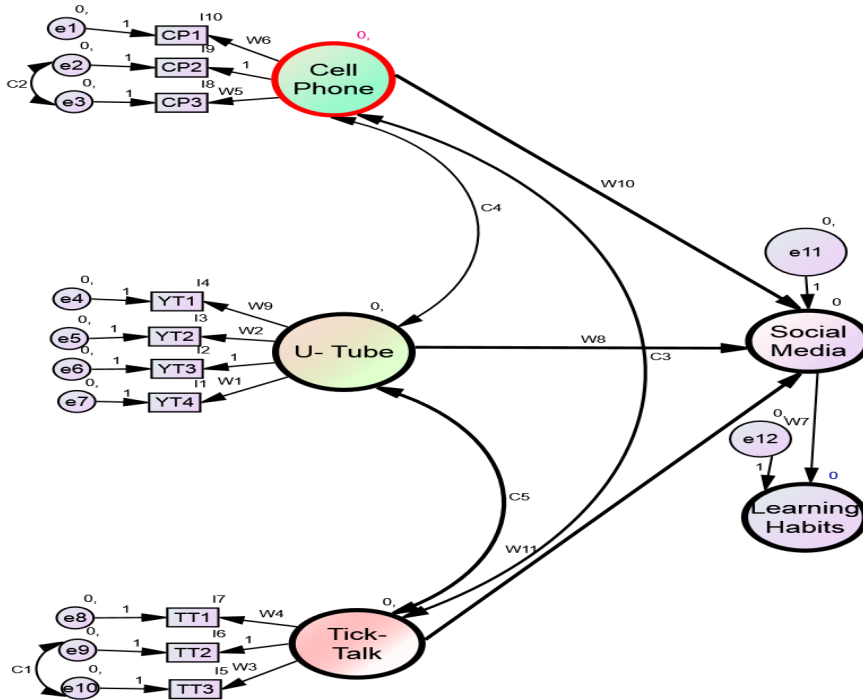 0,
e1
1
I10
CP1
W6
0,
Cell
Phone
0,
e2
1
I9
CP2
1
C2
0,
e3
1
I8
CP3
W5
W10
C4
0,
e11
1
0
Social
Media
0,
e4
1
I4
YT1
W9
0,
e5
1
I3
YT2
W2
0,
U- Tube
W8
C3
0,
e6
1
I2
YT3
1
0,
e7
1
I1
YT4
W1
0,
e12
1
W7
0
Learning
Habits
C5
W11
0,
e8
1
I7
TT1
W4
0,
Tick-
Talk
0,
e9
1
I6
TT2
1
C1
0,
e10
1
I5
TT3
W3